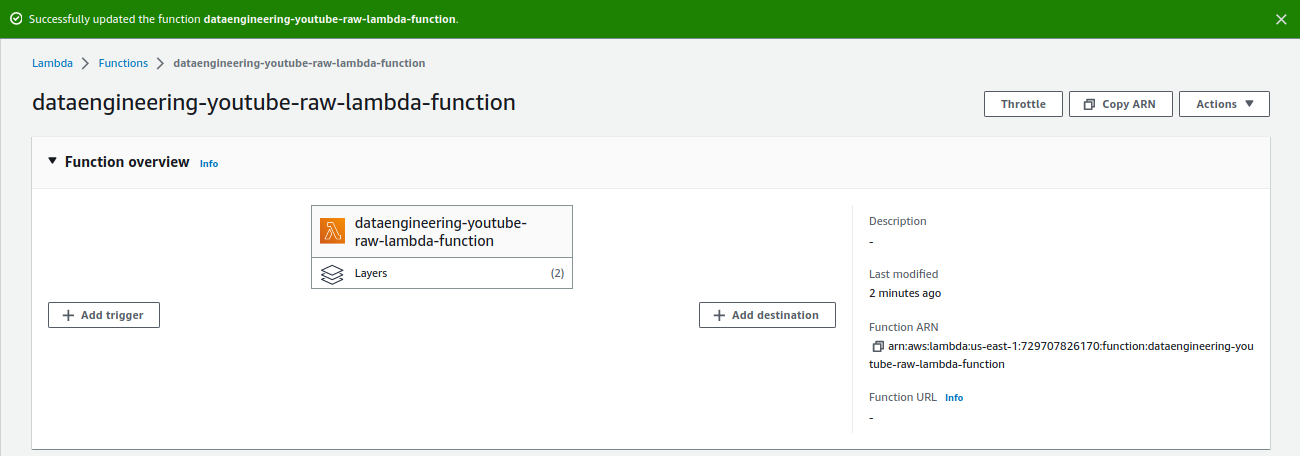 Successfully updated the function dataengineering-youtube-raw-lambda-function.
Lambda > Functions > dataengineering-youtube-raw-lambda-function
dataengineering-youtube-raw-lambda-function
Throttle
Copy ARN
Actions
Function overview Info
dataengineering-youtube-
raw-lambda-function
Layers (2)
Add trigger
Add destination
Description
-
Last modified
2 minutes ago
Function ARN
arn:aws:lambda:us-east-1:729707826170:function:dataengineering-you
tube-raw-lambda-function
Function URL Info
-